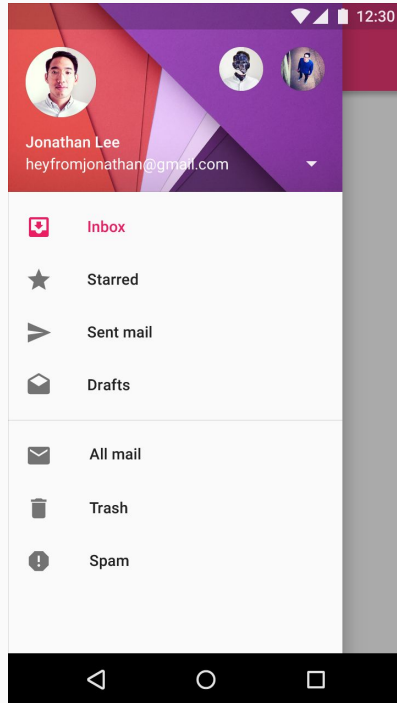 12:30
Jonathan Lee
heyfromjonathan@gmail.com
Inbox
Starred
Sent mail
Drafts
All mail
Trash
Spam